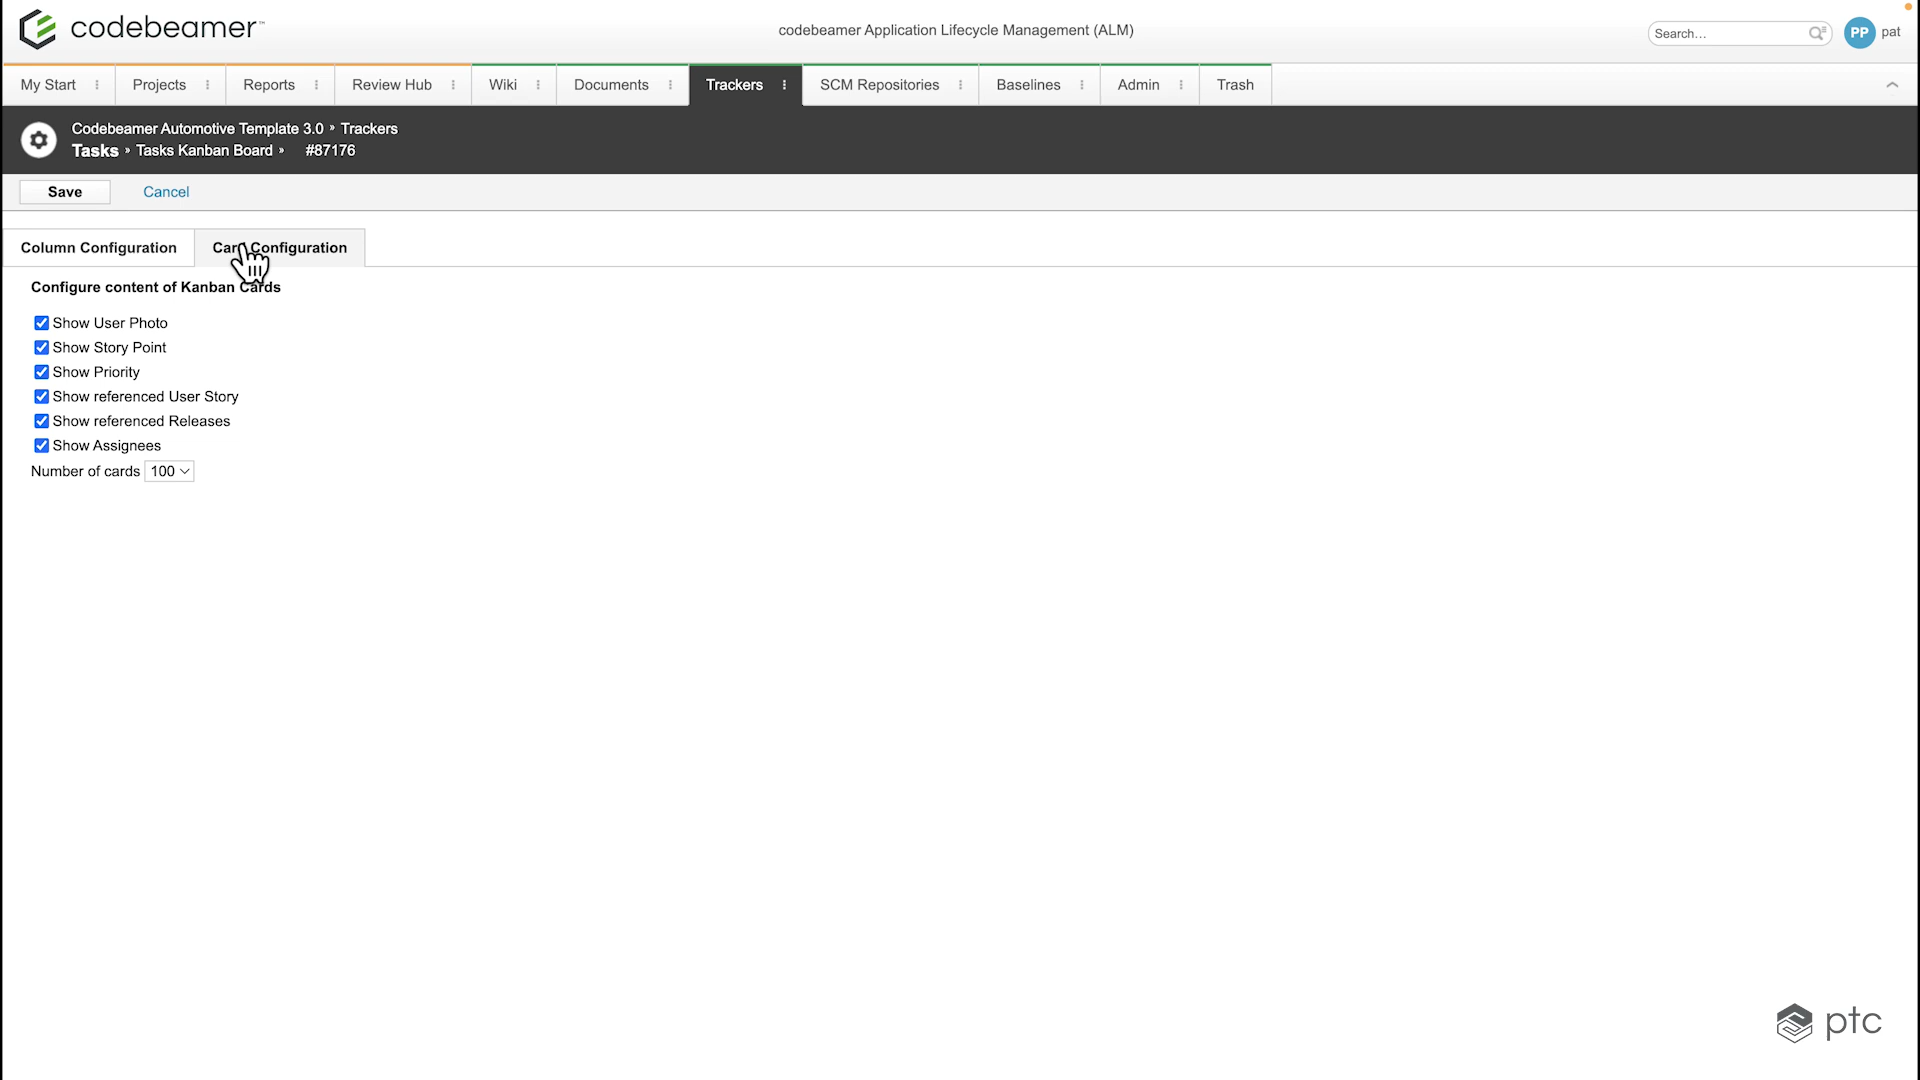 codebeamer™
codebeamer Application Lifecycle Management (ALM)
Search...
PP pat
My Start Projects Reports Review Hub Wiki Documents Trackers SCM Repositories Baselines Admin Trash
Codebeamer Automotive Template 3.0 » Trackers
Tasks » Tasks Kanban Board » #87176
Save Cancel
Column Configuration Card Configuration
Configure content of Kanban Cards
Show User Photo
Show Story Point
Show Priority
Show referenced User Story
Show referenced Releases
Show Assignees
Number of cards 100
ptc